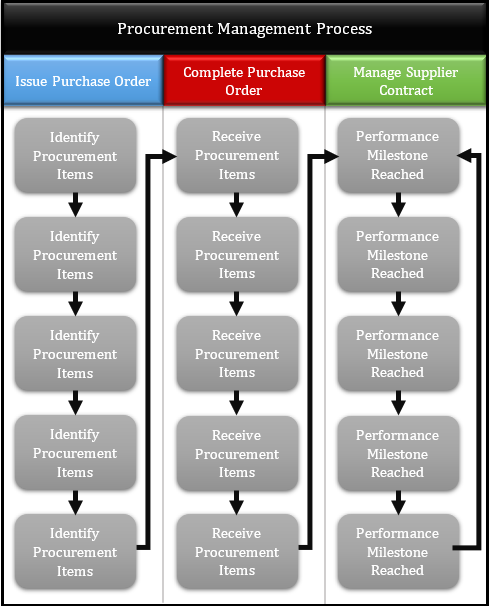 Procurement Management Process
Issue Purchase Order
Complete Purchase
Order
Manage Supplier
Contract
Identify
Procurement
Items
Identify
Procurement
Items
Identify
Procurement
Items
Identify
Procurement
Items
Identify
Procurement
Items
Receive
Procurement
Items
Receive
Procurement
Items
Receive
Procurement
Items
Receive
Procurement
Items
Receive
Procurement
Items
Performance
Milestone
Reached
Performance
Milestone
Reached
Performance
Milestone
Reached
Performance
Milestone
Reached
Performance
Milestone
Reached